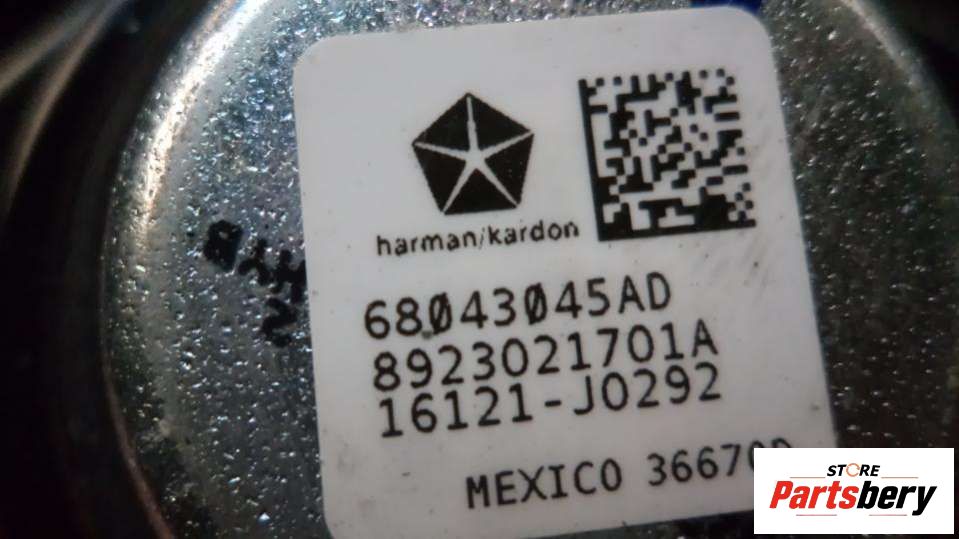 harman/kardon
68043045AD
8923021701A
16121-J0292
MEXICO
STORE
Partsbery